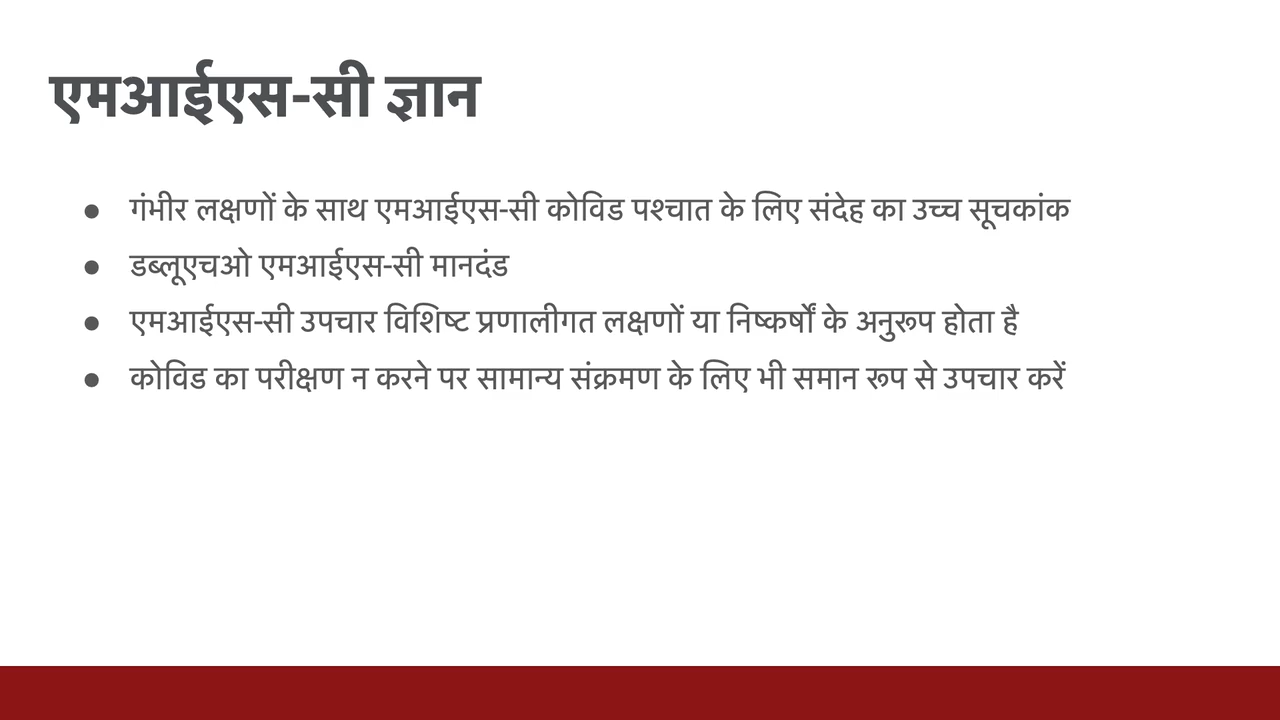 एमआईएस-सी ज्ञान
● गंभीर लक्षणों के साथ एमआईएस-सी कोविड पश्चात के लिए संदेह का उच्च सूचकांक
● डब्लूएचओ एमआईएस-सी मानदंड
● एमआईएस-सी उपचार विशिष्ट प्रणालीगत लक्षणों या निष्कर्षों के अनुरूप होता है
● कोविड का परीक्षण न करने पर सामान्य संक्रमण के लिए भी समान रूप से उपचार करें